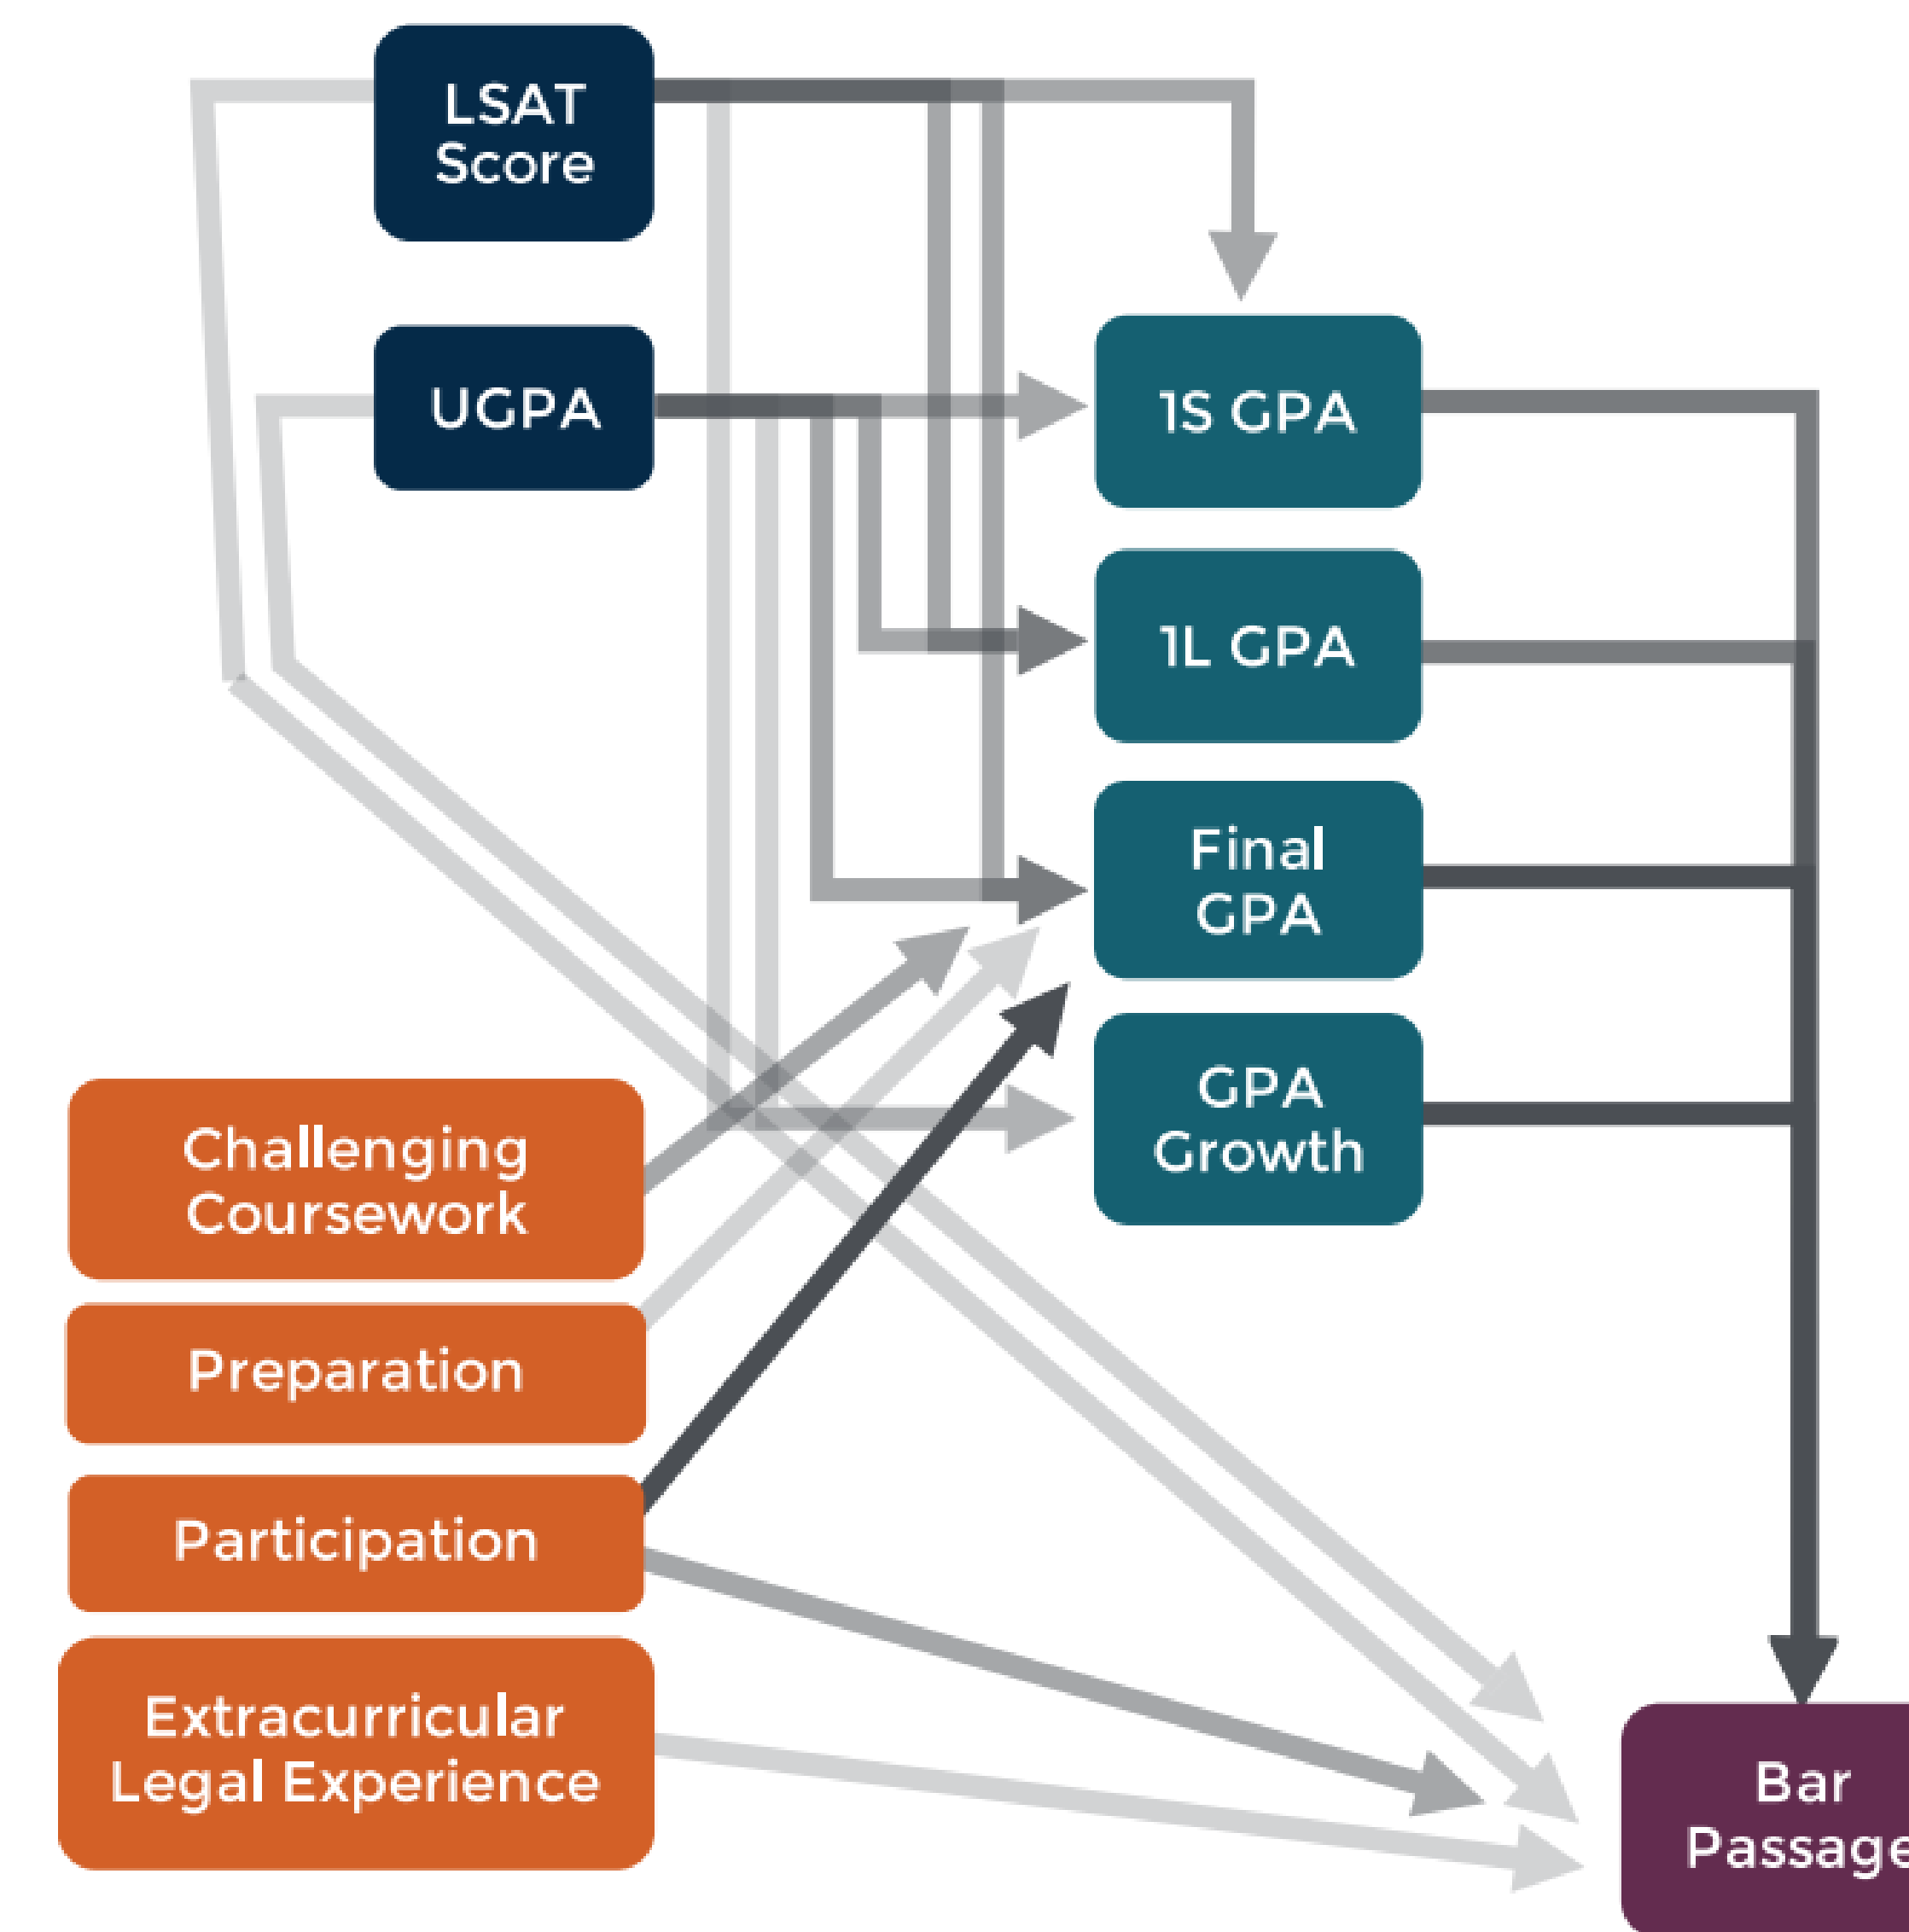 LSAT
Score
UGPA
1S GPA
1L GPA
Final
GPA
GPA
Growth
Challenging
Coursework
Preparation
Participation
Extracurricular
Legal Experience
Bar
Passage